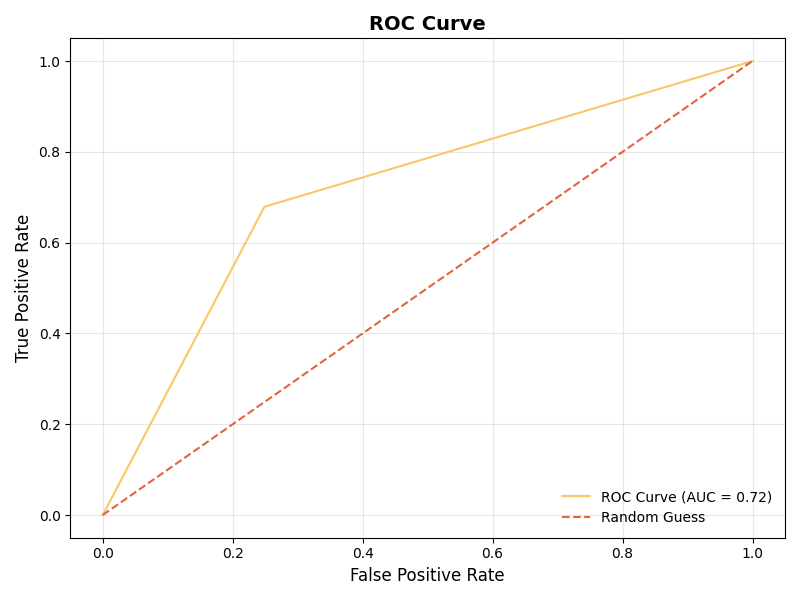 ROC Curve
1.0
0.8
0.6
0.4
0.2
0.0
True Positive Rate
0.0 0.2 0.4 0.6 0.8 1.0
False Positive Rate
ROC Curve (AUC = 0.72)
Random Guess